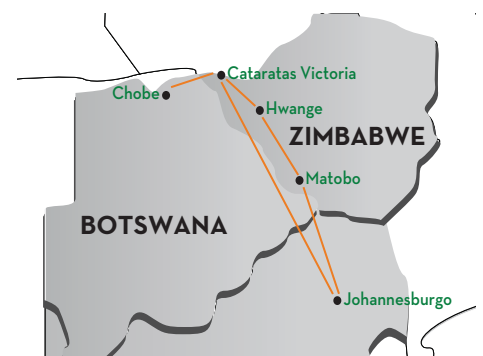 Cataratas Victoria
Chobe
Hwange
ZIMBABWE
Matobo
BOTSWANA
Johannesburgo